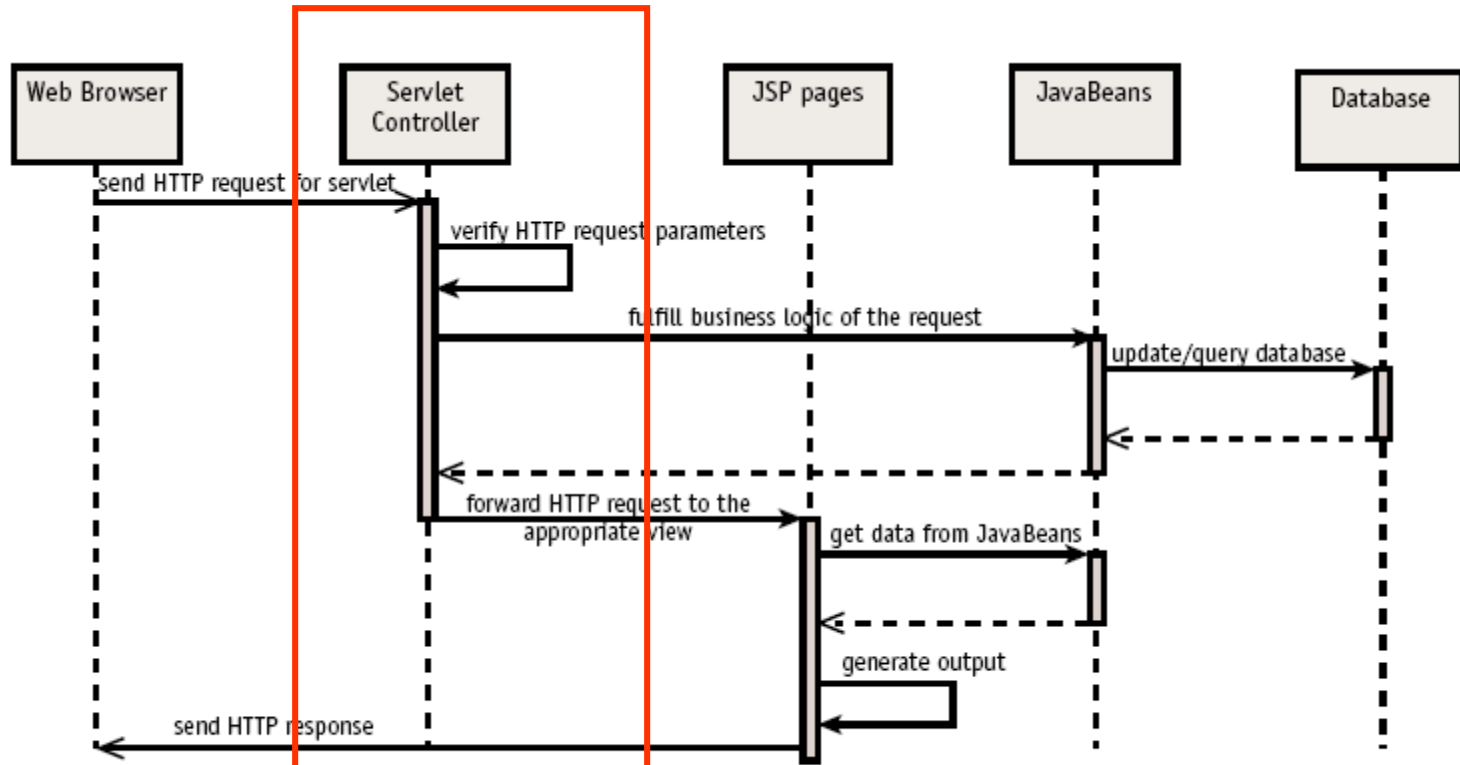 Web Browser
Servlet
Controller
JSP pages
JavaBeans
Database
send HTTP request for servlet
verify HTTP request parameters
fulfill business logic of the request
update/query database
forward HTTP request to the
appropriate view
get data from JavaBeans
generate output
send HTTP response